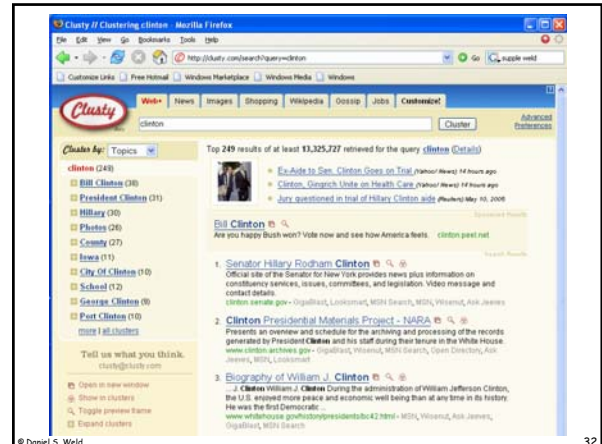 Clusty // Clustering clinton - Mozilla Firefox
File Edit View Go Bookmarks Tools Help
http://clusty.com/search?query=clinton Go supple weld
Customize Links Free Hotmail Windows Marketplace Windows Media Windows
Clusty
Web+ News Images Shopping Wikipedia Gossip Jobs Customize!
clinton Cluster Advanced
Preferences
Cluster by: Topics
clinton (249)
Bill Clinton (38)
President Clinton (31)
Hillary (30)
Photos (26)
County (27)
Iowa (11)
City Of Clinton (10)
School (12)
George Clinton (9)
Port Clinton (10)
more | all clusters
Tell us what you think.
clusty@clusty.com
Open in new window
Show in clusters
Toggle preview frame
Expand clusters
Top 249 results of at least 13,325,727 retrieved for the query clinton (Details)
Ex-Aide to Sen. Clinton Goes on Trial (Yahoo! News) 14 hours ago
Clinton, Gingrich Unite on Health Care (Yahoo! News) 14 hours ago
Jury questioned in trial of Hillary Clinton aide (Reuters) May 10, 2005
Sponsored Results
Bill Clinton
Are you happy Bush won? Vote now and see how America feels. clinton.peet.net
Search Results
1. Senator Hillary Rodham Clinton
Official site of the Senator for New York provides news plus information on
constituency services, issues, committees, and legislation. Video message and
contact details.
clinton.senate.gov - GigaBlast, Looksmart, MSN Search, MSN, Wisenut, Ask Jeeves
2. Clinton Presidential Materials Project - NARA
Presents an overview and schedule for the archiving and processing of the records
generated by President Clinton and his staff during their tenure in the White House.
www.clinton.archives.gov - GigaBlast, Wisenut, MSN Search, Open Directory, Ask
Jeeves, MSN, Looksmart
3. Biography of William J. Clinton
... J. Clinton William J. Clinton During the administration of William Jefferson Clinton,
the U.S. enjoyed more peace and economic well being than at any time in its history.
He was the first Democratic ...
www.whitehouse.gov/history/presidents/bc42.html - MSN, Wisenut, Ask Jeeves,
GigaBlast, MSN Search
© Daniel S. Weld 32